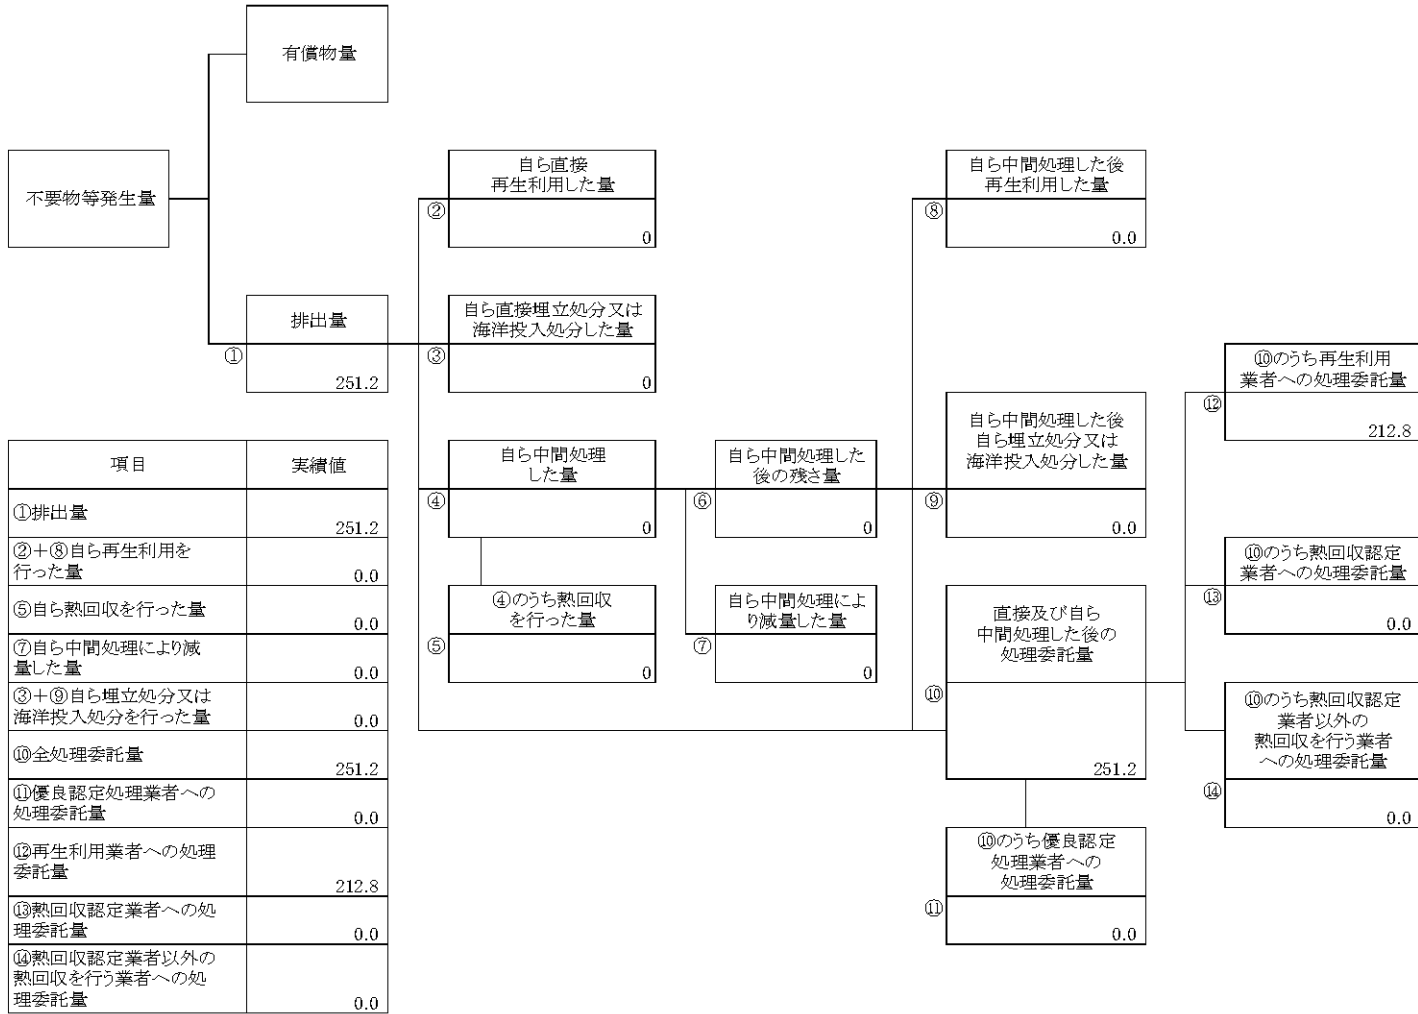 有償物量
不要物等発生量
自ら直接
再生利用した量
②
0
自ら中間処理した後
再生利用した量
⑧
0.0
排出量
①
251.2
自ら直接埋立処分又は
海洋投入処分した量
③
0
⑩のうち再生利用
業者への処理委託量
⑫
212.8
自ら中間処理
した量
④
0
自ら中間処理した
後の残さ量
⑥
0
自ら中間処理した後
自ら埋立処分又は
海洋投入処分した量
⑨
0.0
⑩のうち熱回収認定
業者への処理委託量
⑬
0.0
④のうち熱回収
を行った量
⑤
0
自ら中間処理によ
り減量した量
⑦
0
直接及び自ら
中間処理した後の
処理委託量
⑩
251.2
⑩のうち熱回収認定
業者以外の
熱回収を行う業者
への処理委託量
⑭
0.0
⑩のうち優良認定
処理業者への
処理委託量
⑪
0.0
項目
実績値
①排出量
251.2
②+⑧自ら再生利用を
行った量
0.0
⑤自ら熱回収を行った量
0.0
⑦自ら中間処理により減
量した量
0.0
③+⑨自ら埋立処分又は
海洋投入処分を行った量
0.0
⑩全処理委託量
251.2
⑪優良認定処理業者への
処理委託量
0.0
⑫再生利用業者への処理
委託量
212.8
⑬熱回収認定業者への処
理委託量
0.0
⑭熱回収認定業者以外の
熱回収を行う業者への処
理委託量
0.0